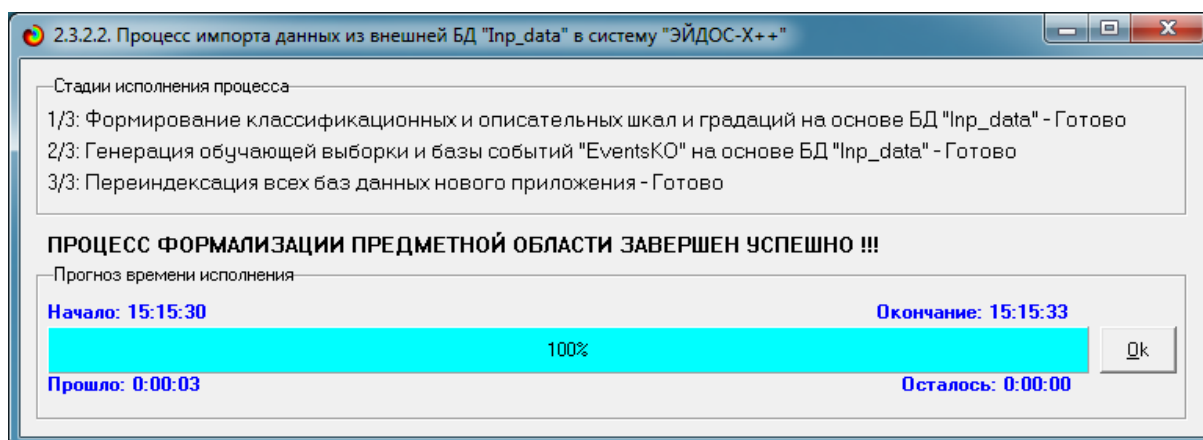 2.3.2.2. Процесс импорта данных из внешней БД "Inp_data" в систему "ЭЙДОС-X++"
Стадии исполнения процесса
1/3: Формирование классификационных и описательных шкал и градаций на основе БД "Inp_data" - Готово
2/3: Генерация обучающей выборки и базы событий "EventsKO" на основе БД "Inp_data" - Готово
3/3: Переиндексация всех баз данных нового приложения - Готово
ПРОЦЕСС ФОРМАЛИЗАЦИИ ПРЕДМЕТНОЙ ОБЛАСТИ ЗАВЕРШЕН УСПЕШНО !!!
Прогноз времени исполнения
Начало: 15:15:30 Окончание: 15:15:33
100% Ok
Прошло: 0:00:03 Осталось: 0:00:00